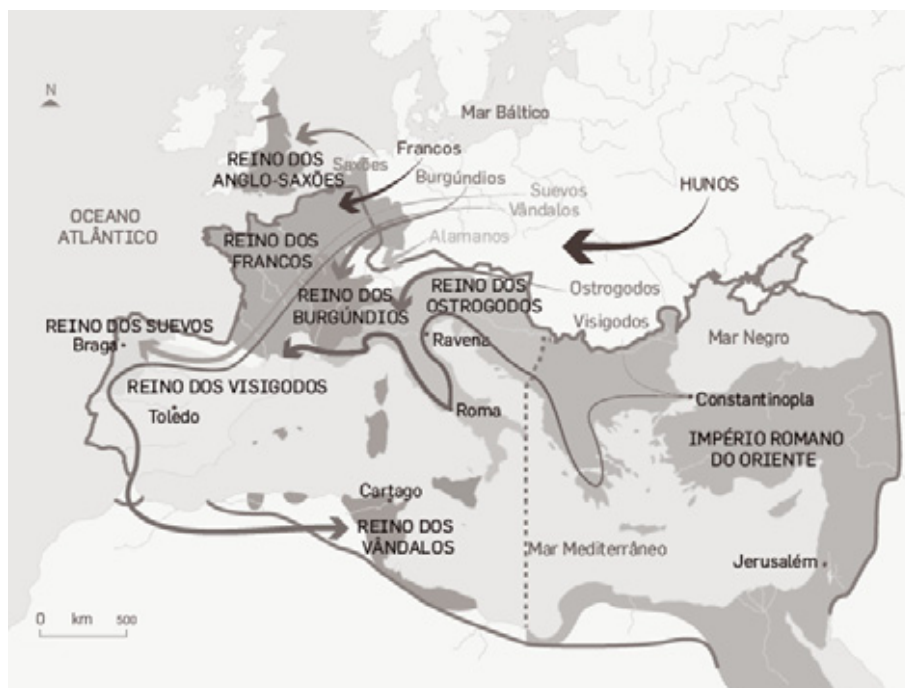 N
Mar Báltico
Francos
REINO DOS
ANGLO-SAXÕES
Saxões
Burgúndios
Suevos
Vândalos
HUNOS
OCEANO
ATLÂNTICO
Alamanos
REINO DOS
FRANCOS
REINO DOS
BURGÚNDIOS
REINO DOS
OSTROGODOS
Ostrogodos
Visigodos
REINO DOS SUEVOS
Braga
Ravena
Mar Negro
REINO DOS VISIGODOS
Toledo
Roma
Constantinopla
IMPÉRIO ROMANO
DO ORIENTE
Cartago
REINO DOS
VÂNDALOS
Mar Mediterrâneo
Jerusalém
0 km 500